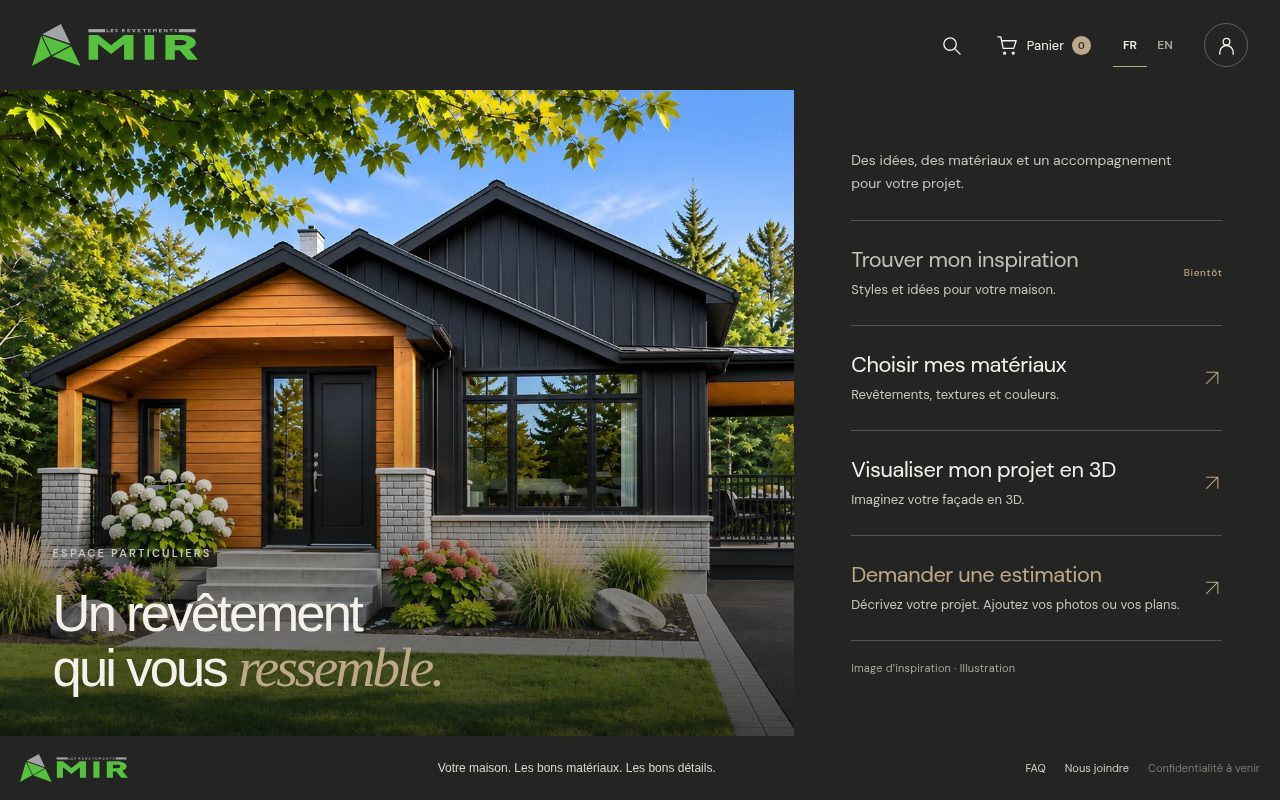 LES REVÊTEMENTS
MIR
Panier 0
FR EN
Des idées, des matériaux et un accompagnement
pour votre projet.
Trouver mon inspiration
Styles et idées pour votre maison.
Bientôt
Choisir mes matériaux
Revêtements, textures et couleurs.
Visualiser mon projet en 3D
Imaginez votre façade en 3D.
Demander une estimation
Décrivez votre projet. Ajoutez vos photos ou vos plans.
Image d’inspiration · Illustration
ESPACE PARTICULIERS
Un revêtement
qui vous ressemble.
LES REVÊTEMENTS
MIR
Votre maison. Les bons matériaux. Les bons détails.
FAQ Nous joindre Confidentialité à venir